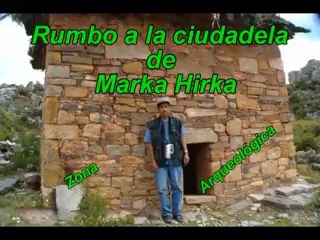 Rumbo a la ciudadela
de
Marka Hirka
Zona
Arqueológica